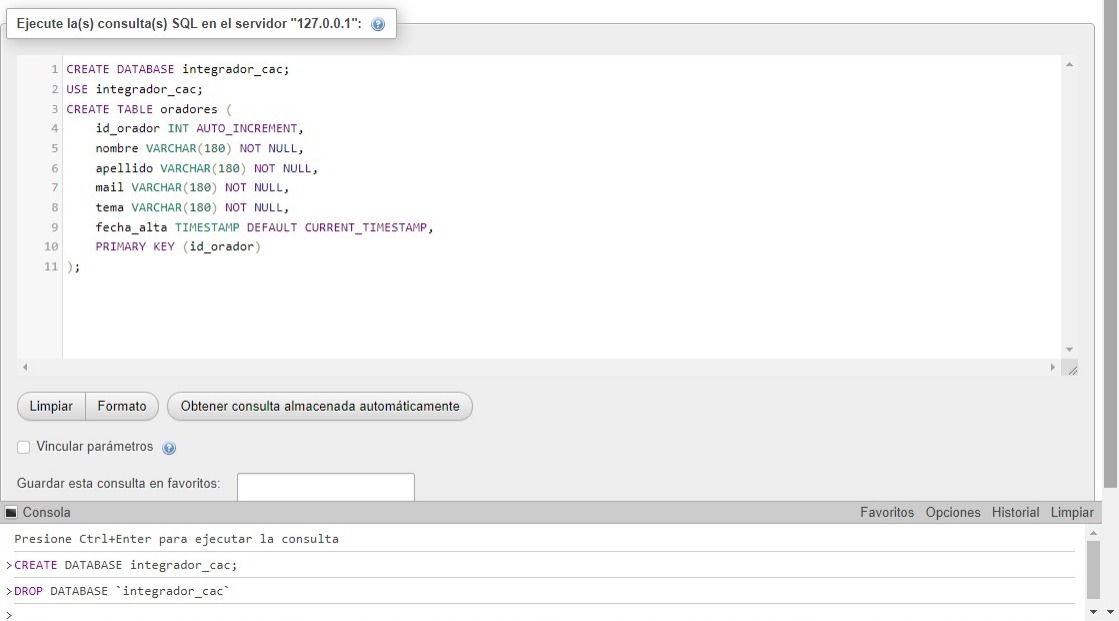 Ejecute la(s) consulta(s) SQL en el servidor "127.0.0.1":
1 CREATE DATABASE integrador_cac;
2 USE integrador_cac;
3 CREATE TABLE oradores (
4     id_orador INT AUTO_INCREMENT,
5     nombre VARCHAR(180) NOT NULL,
6     apellido VARCHAR(180) NOT NULL,
7     mail VARCHAR(180) NOT NULL,
8     tema VARCHAR(180) NOT NULL,
9     fecha_alta TIMESTAMP DEFAULT CURRENT_TIMESTAMP,
10     PRIMARY KEY (id_orador)
11 );
Limpiar Formato Obtener consulta almacenada automáticamente
Vincular parámetros
Guardar esta consulta en favoritos:
Consola Favoritos Opciones Historial Limpiar
Presione Ctrl+Enter para ejecutar la consulta
>CREATE DATABASE integrador_cac;
>DROP DATABASE `integrador_cac`
>